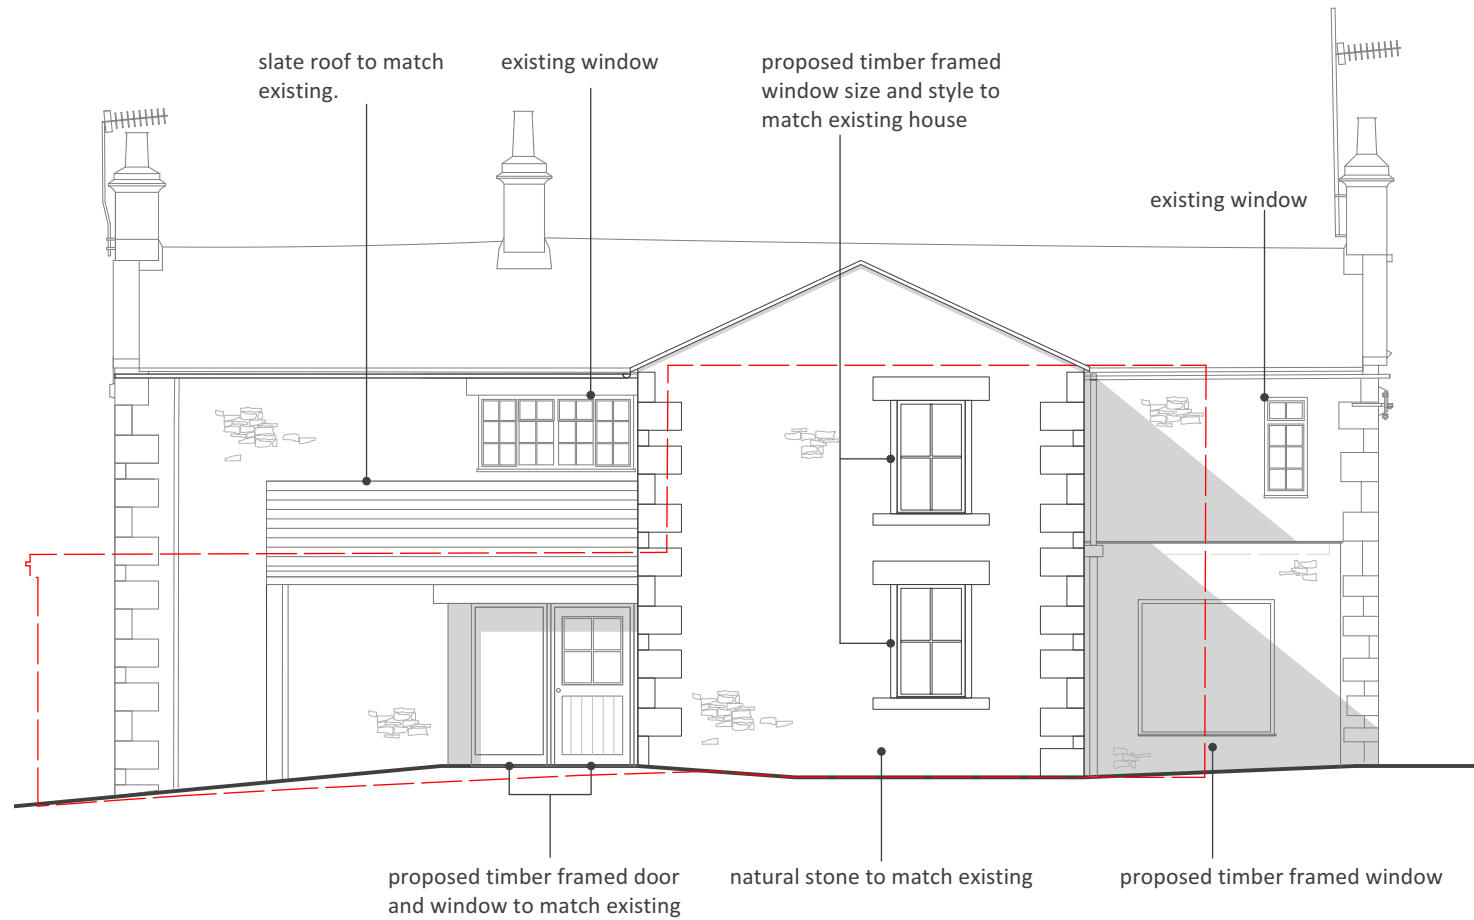 slate roof to match
existing.
existing window
proposed timber framed
window size and style to
match existing house
existing window
proposed timber framed door
and window to match existing
natural stone to match existing
proposed timber framed window